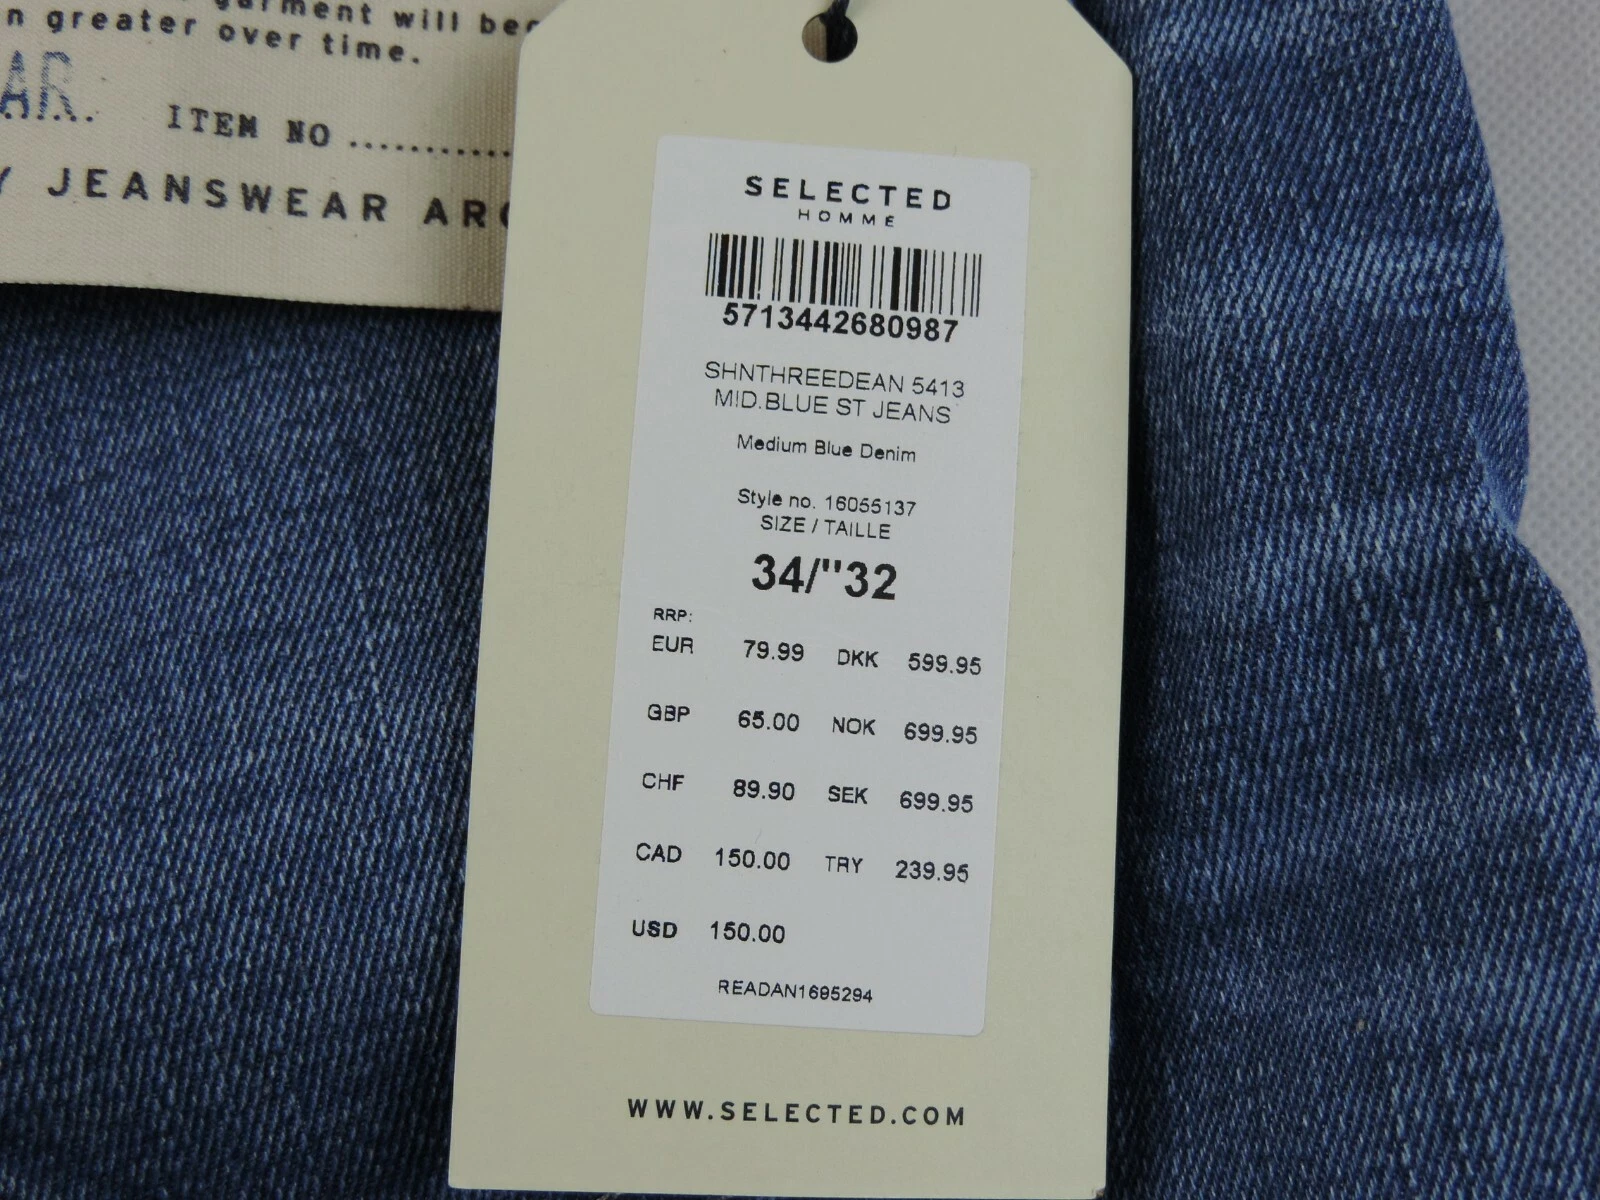 garment will
n greater over time.
AR.
ITEM NO ............
Y JEANSWEAR
SELECTED
HOMME
5713442680987
SHNTHREEDEAN 5413
MID.BLUE ST JEANS
Medium Blue Denim
Style no. 16055137
SIZE / TAILLE
34/"32
RRP:
EUR 79.99 DKK 599.95
GBP 65.00 NOK 699.95
CHF 89.90 SEK 699.95
CAD 150.00 TRY 239.95
USD 150.00
READAN1695294
WWW.SELECTED.COM